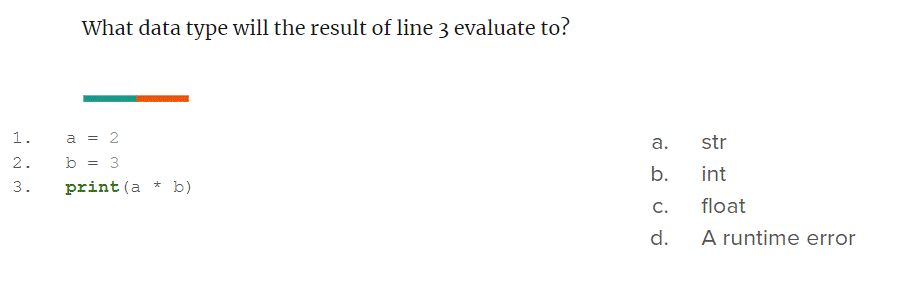 What data type will the result of line 3 evaluate to?
1. a = 2
2. b = 3
3. print(a * b)
a. str
b. int
c. float
d. A runtime error